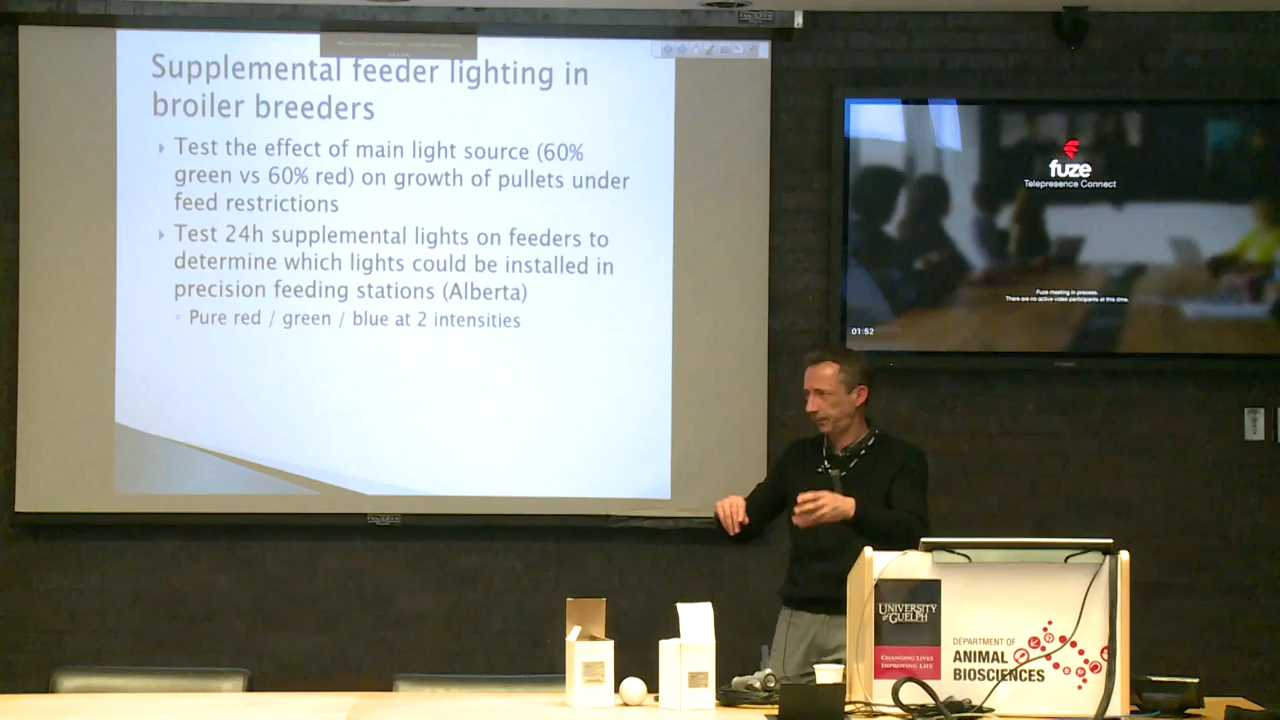 Supplemental feeder lighting in
broiler breeders
Test the effect of main light source (60%
green vs 60% red) on growth of pullets under
feed restrictions
Test 24h supplemental lights on feeders to
determine which lights could be installed in
precision feeding stations (Alberta)
Pure red / green / blue at 2 intensities
fuze
Telepresence Connect
Fuze meeting in process.
There are no active video participants at this time.
01:52
UNIVERSITY
of GUELPH
CHANGING LIVES
IMPROVING LIFE
DEPARTMENT OF
ANIMAL
BIOSCIENCES